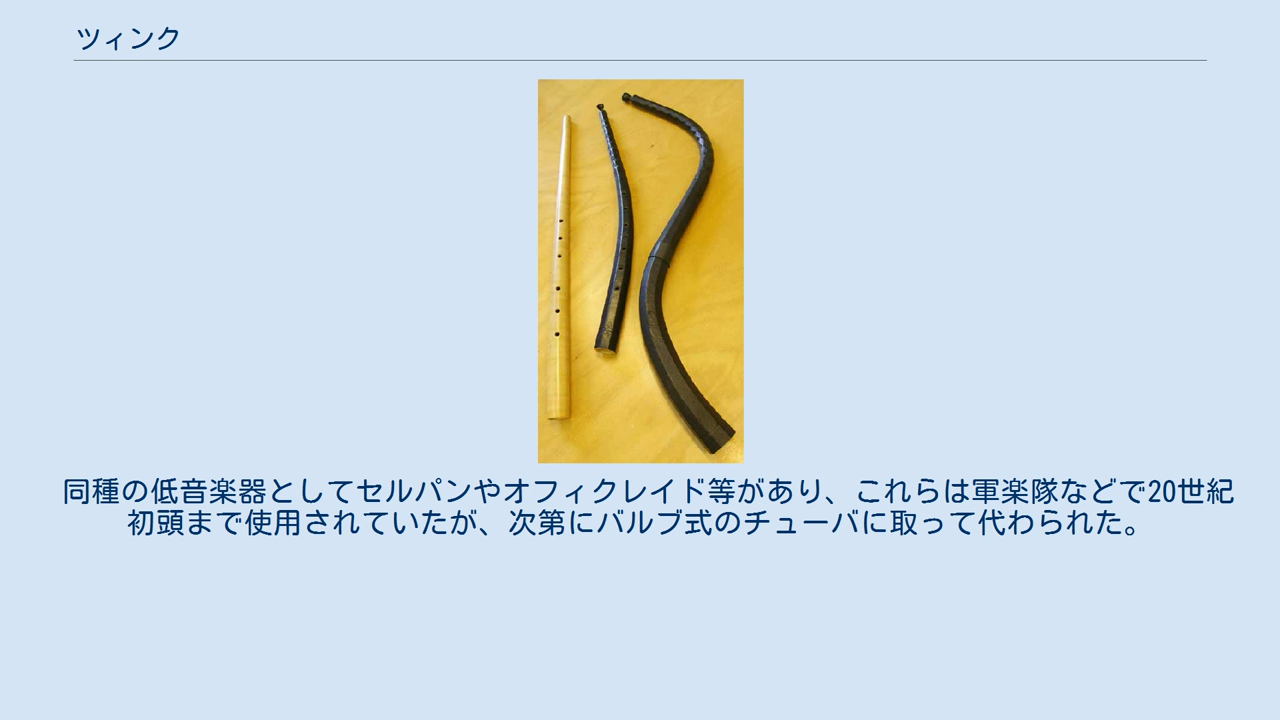 ツィンク
同種の低音楽器としてセルパンやオフィクレイド等があり、これらは軍楽隊などで20世紀
初頭まで使用されていたが、次第にバルブ式のチューバに取って代わられた。